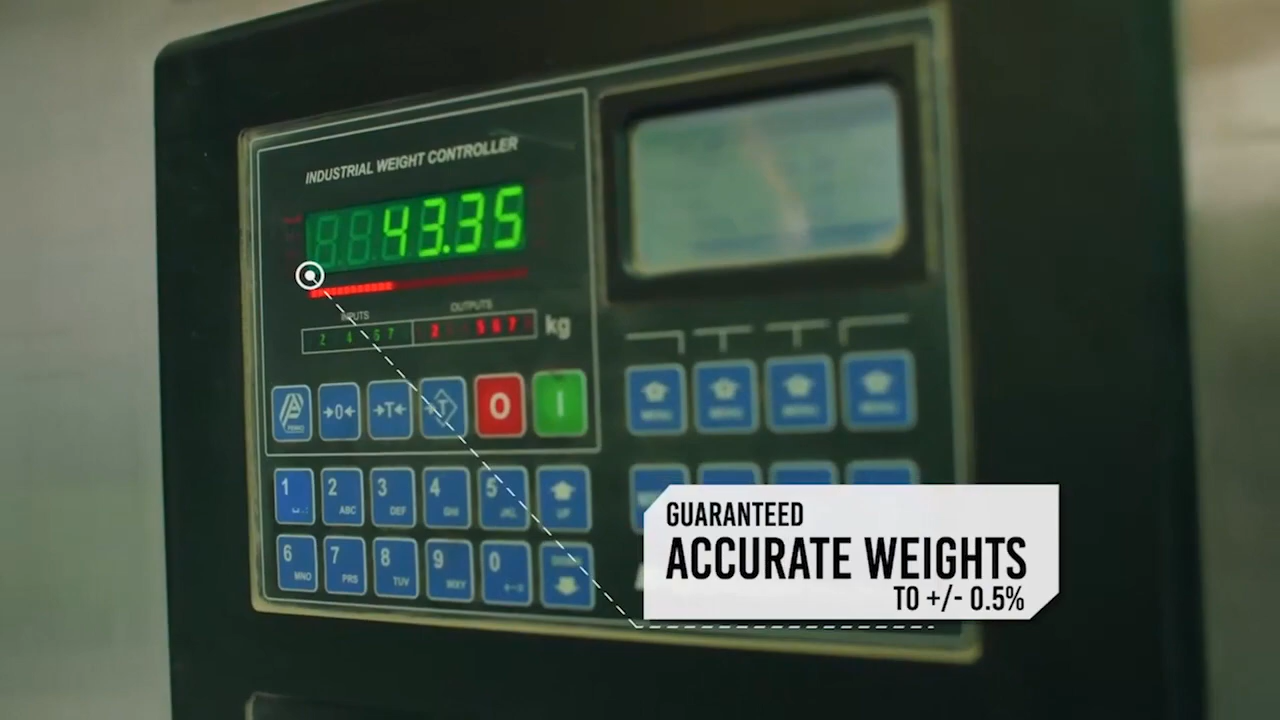 INDUSTRIAL WEIGHT CONTROLLER
43.35
INPUTS
OUTPUTS
2 4 6 7
2 5 6 7
kg
→0← →T← T O I
1 2 ABC 3 DEF 4 GHI 5 JKL UP
6 MNO 7 PRS 8 TUV 9 WXY 0
MENU MENU MENU MENU
GUARANTEED
ACCURATE WEIGHTS
TO +/- 0.5%